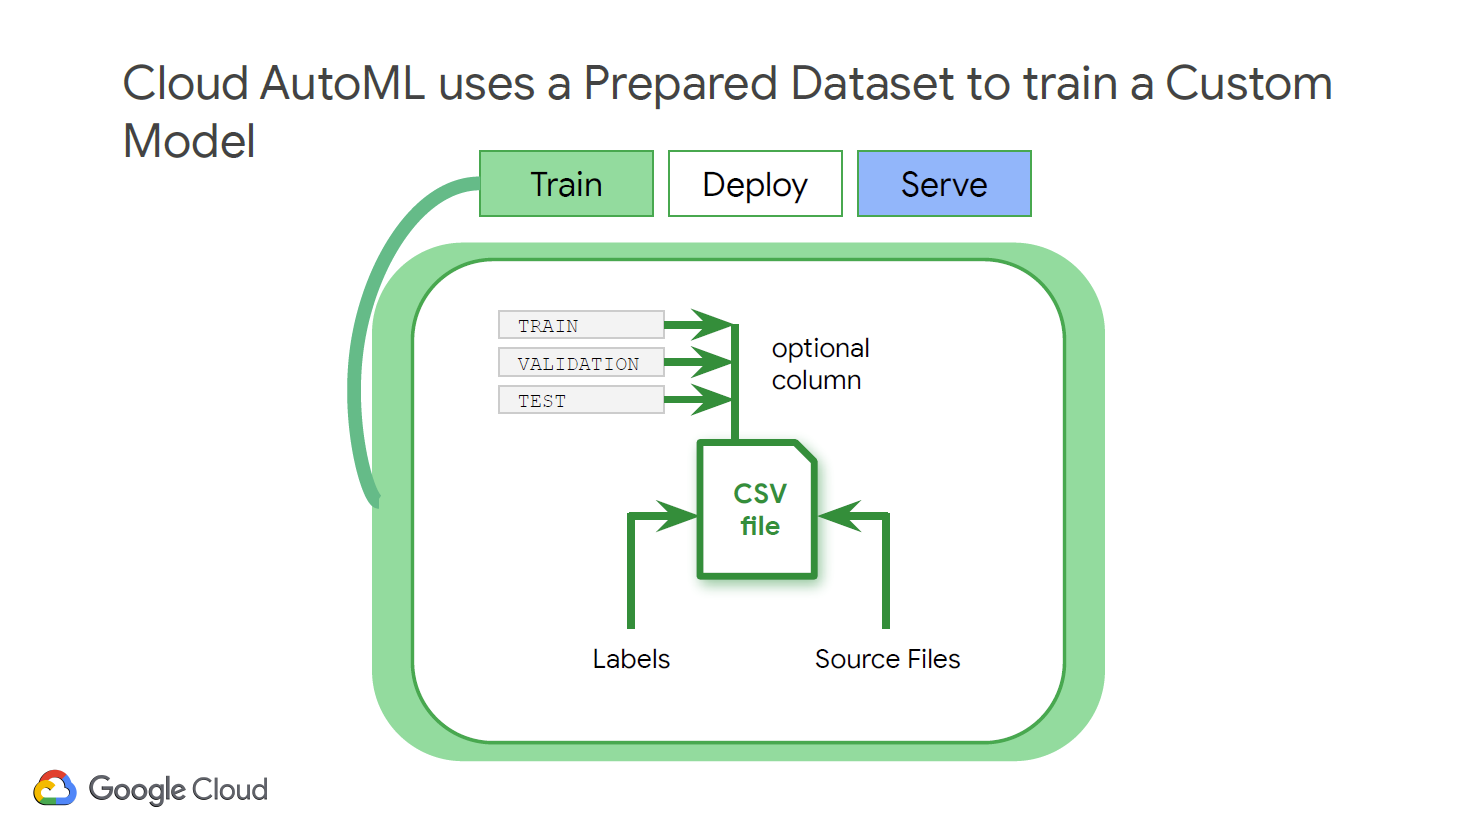 Cloud AutoML uses a Prepared Dataset to train a Custom
Model
Train
Deploy
Serve
TRAIN
VALIDATION
TEST
optional
column
CSV
file
Labels
Source Files
Google Cloud